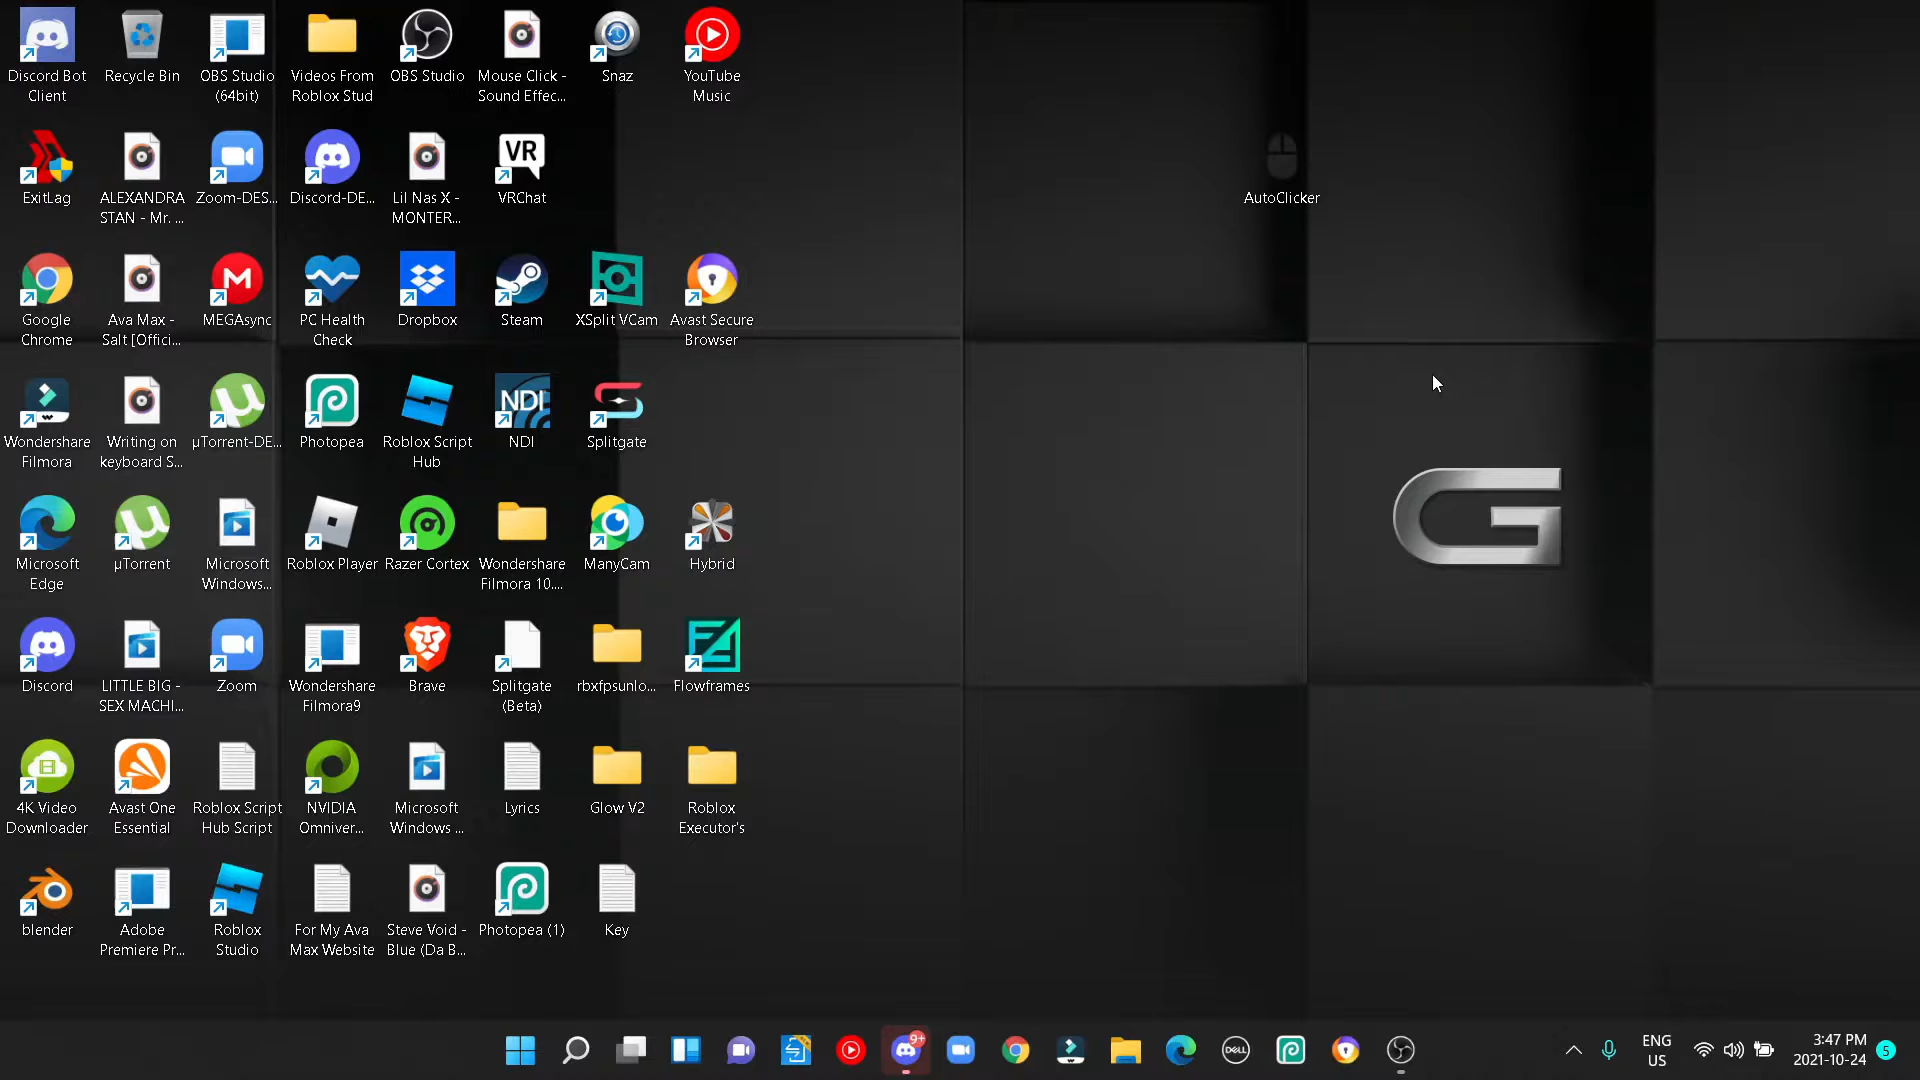 Discord Bot
Client
Recycle Bin
OBS Studio
(64bit)
Videos From
Roblox Stud
OBS Studio
Mouse Click -
Sound Effec...
Snaz
YouTube
Music
ExitLag
ALEXANDRA
STAN - Mr. ...
Zoom-DES...
Discord-DE...
Lil Nas X -
MONTER...
VR
VRChat
AutoClicker
Google
Chrome
Ava Max -
Salt [Offici...
M
MEGAsync
PC Health
Check
Dropbox
Steam
XSplit VCam
Avast Secure
Browser
Wondershare
Filmora
Writing on
keyboard S...
µTorrent-DE...
Photopea
Roblox Script
Hub
NDI
NDI
Splitgate
G
Microsoft
Edge
µTorrent
Microsoft
Windows...
Roblox Player
Razer Cortex
Wondershare
Filmora 10....
ManyCam
Hybrid
Discord
LITTLE BIG -
SEX MACHI...
Zoom
Wondershare
Filmora9
Brave
Splitgate
(Beta)
rbxfpsunlo...
Flowframes
4K Video
Downloader
Avast One
Essential
Roblox Script
Hub Script
NVIDIA
Omniver...
Microsoft
Windows ...
Lyrics
Glow V2
Roblox
Executor's
blender
Adobe
Premiere Pr...
Roblox
Studio
For My Ava
Max Website
Steve Void -
Blue (Da B...
Photopea (1)
Key
9+
DELL
ENG
US
3:47 PM
2021-10-24
5